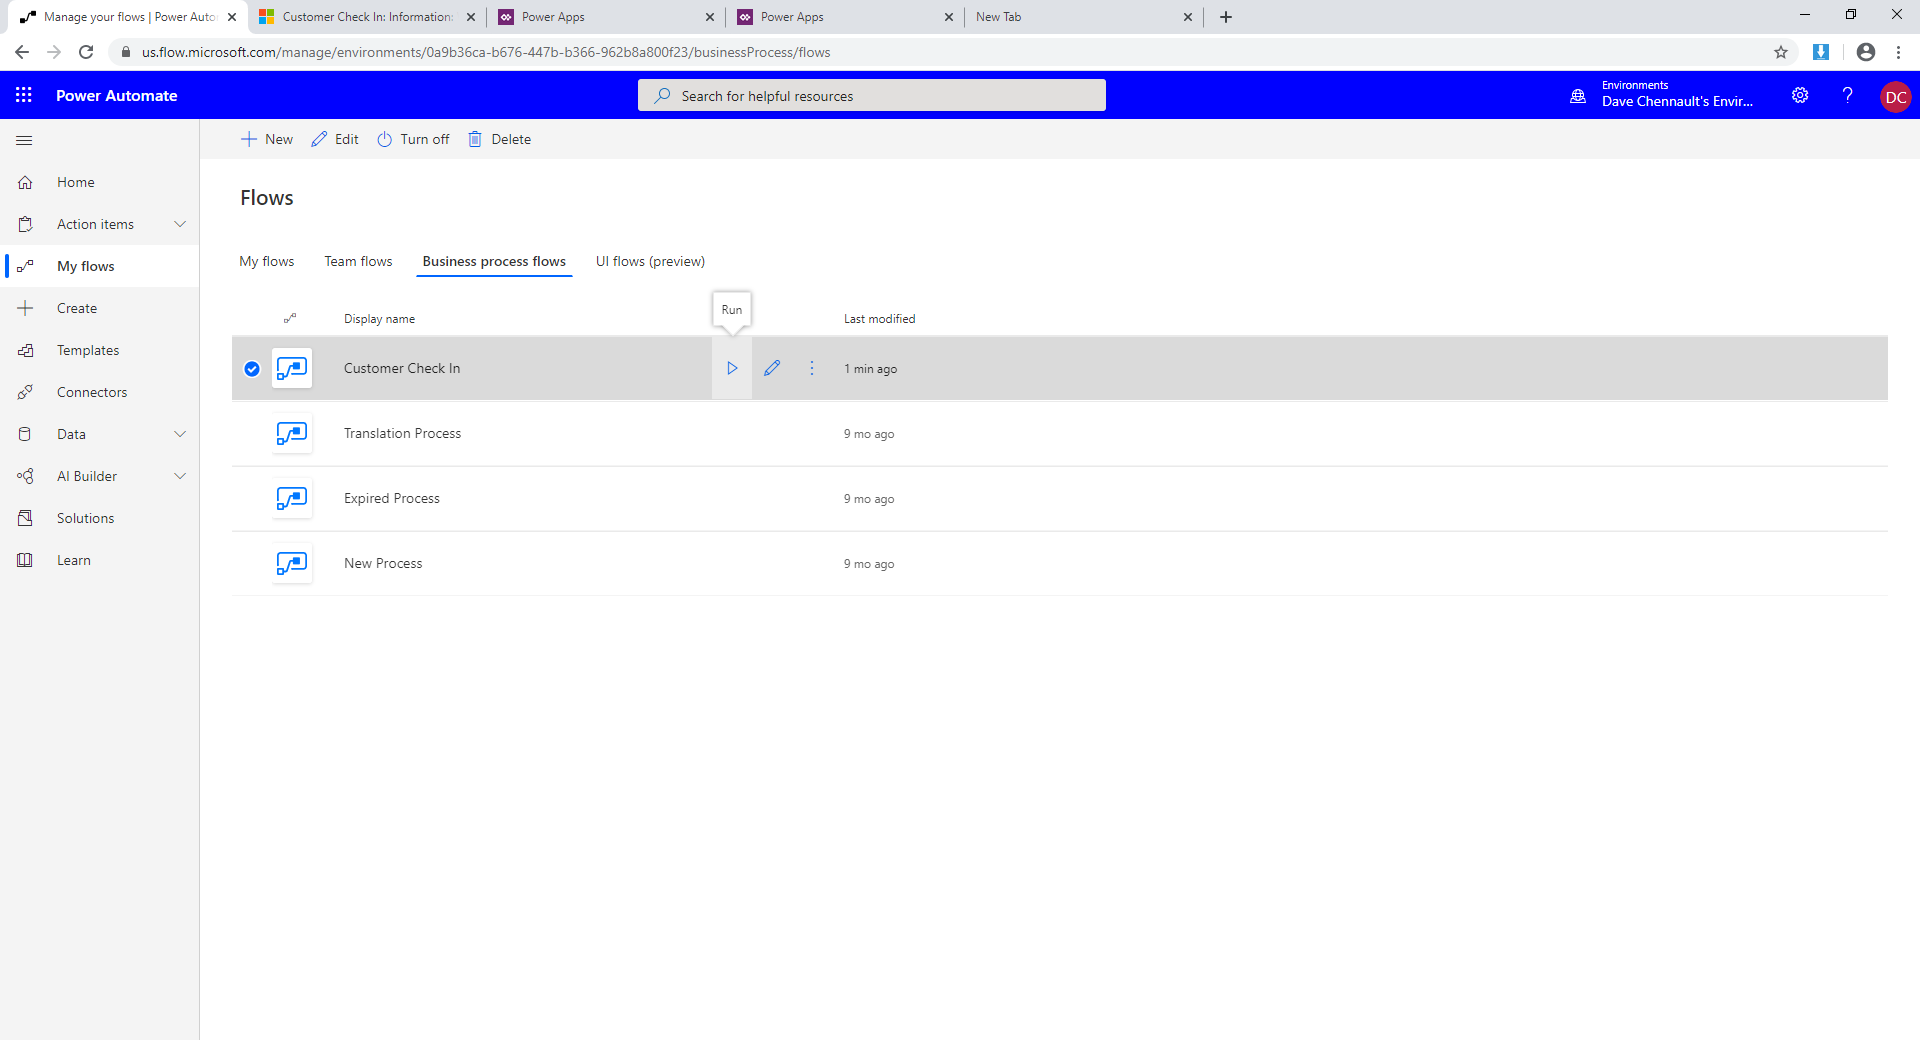 Manage your flows | Power Auto
Customer Check In: Information:
Power Apps
Power Apps
New Tab
us.flow.microsoft.com/manage/environments/0a9b36ca-b676-447b-b366-962b8a800f23/businessProcess/flows
Power Automate
Search for helpful resources
Environments
Dave Chennault's Envir...
?
DC
New
Edit
Turn off
Delete
Home
Action items
My flows
Create
Templates
Connectors
Data
AI Builder
Solutions
Learn
Flows
My flows
Team flows
Business process flows
UI flows (preview)
Run
Display name
Last modified
Customer Check In
1 min ago
Translation Process
9 mo ago
Expired Process
9 mo ago
New Process
9 mo ago